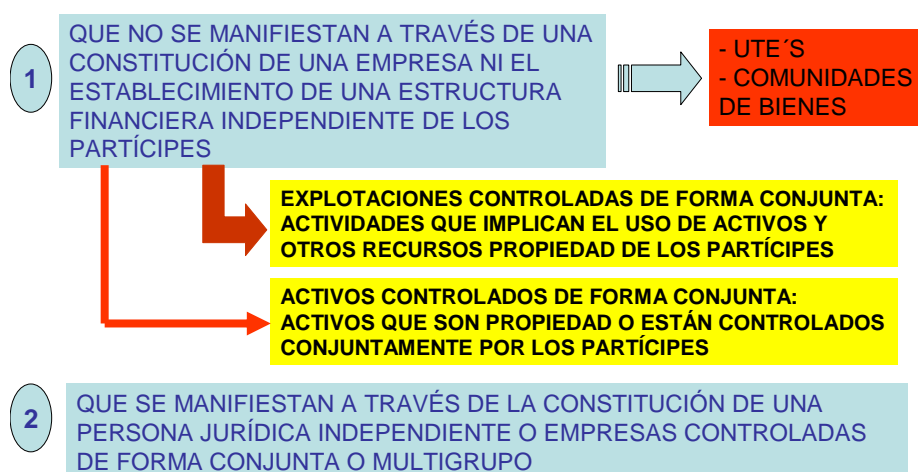 1
QUE NO SE MANIFIESTAN A TRAVÉS DE UNA
CONSTITUCIÓN DE UNA EMPRESA NI EL
ESTABLECIMIENTO DE UNA ESTRUCTURA
FINANCIERA INDEPENDIENTE DE LOS
PARTÍCIPES
- UTE´S
- COMUNIDADES
DE BIENES
EXPLOTACIONES CONTROLADAS DE FORMA CONJUNTA:
ACTIVIDADES QUE IMPLICAN EL USO DE ACTIVOS Y
OTROS RECURSOS PROPIEDAD DE LOS PARTÍCIPES
ACTIVOS CONTROLADOS DE FORMA CONJUNTA:
ACTIVOS QUE SON PROPIEDAD O ESTÁN CONTROLADOS
CONJUNTAMENTE POR LOS PARTÍCIPES
2
QUE SE MANIFIESTAN A TRAVÉS DE LA CONSTITUCIÓN DE UNA
PERSONA JURÍDICA INDEPENDIENTE O EMPRESAS CONTROLADAS
DE FORMA CONJUNTA O MULTIGRUPO